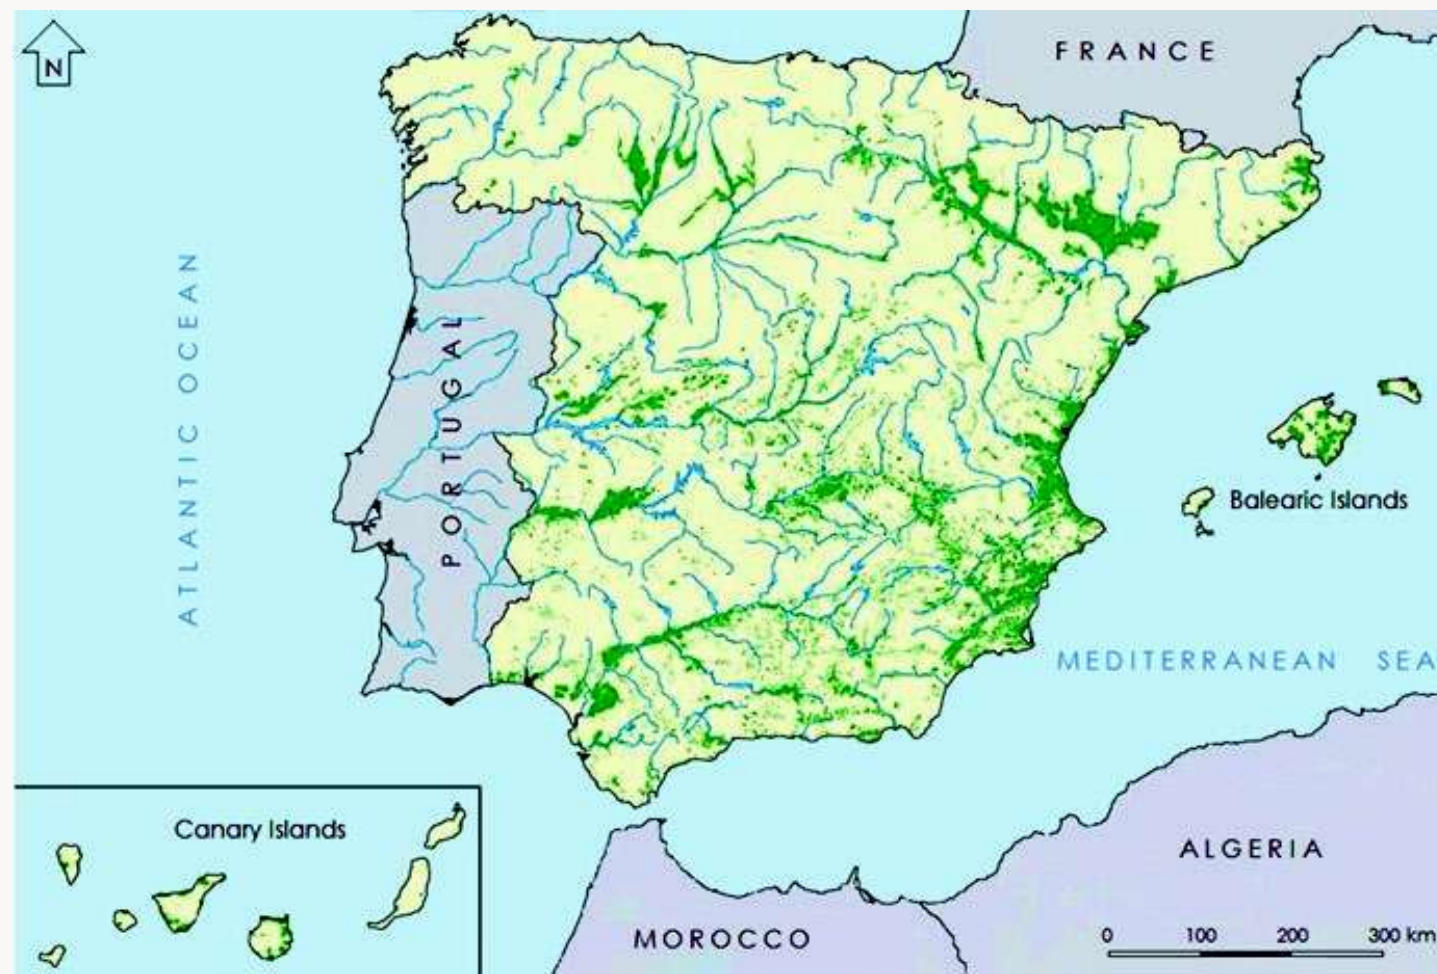 N
FRANCE
ATLANTIC OCEAN
PORTUGAL
Balearic Islands
MEDITERRANEAN SEA
Canary Islands
ALGERIA
MOROCCO
0 100 200 300 km